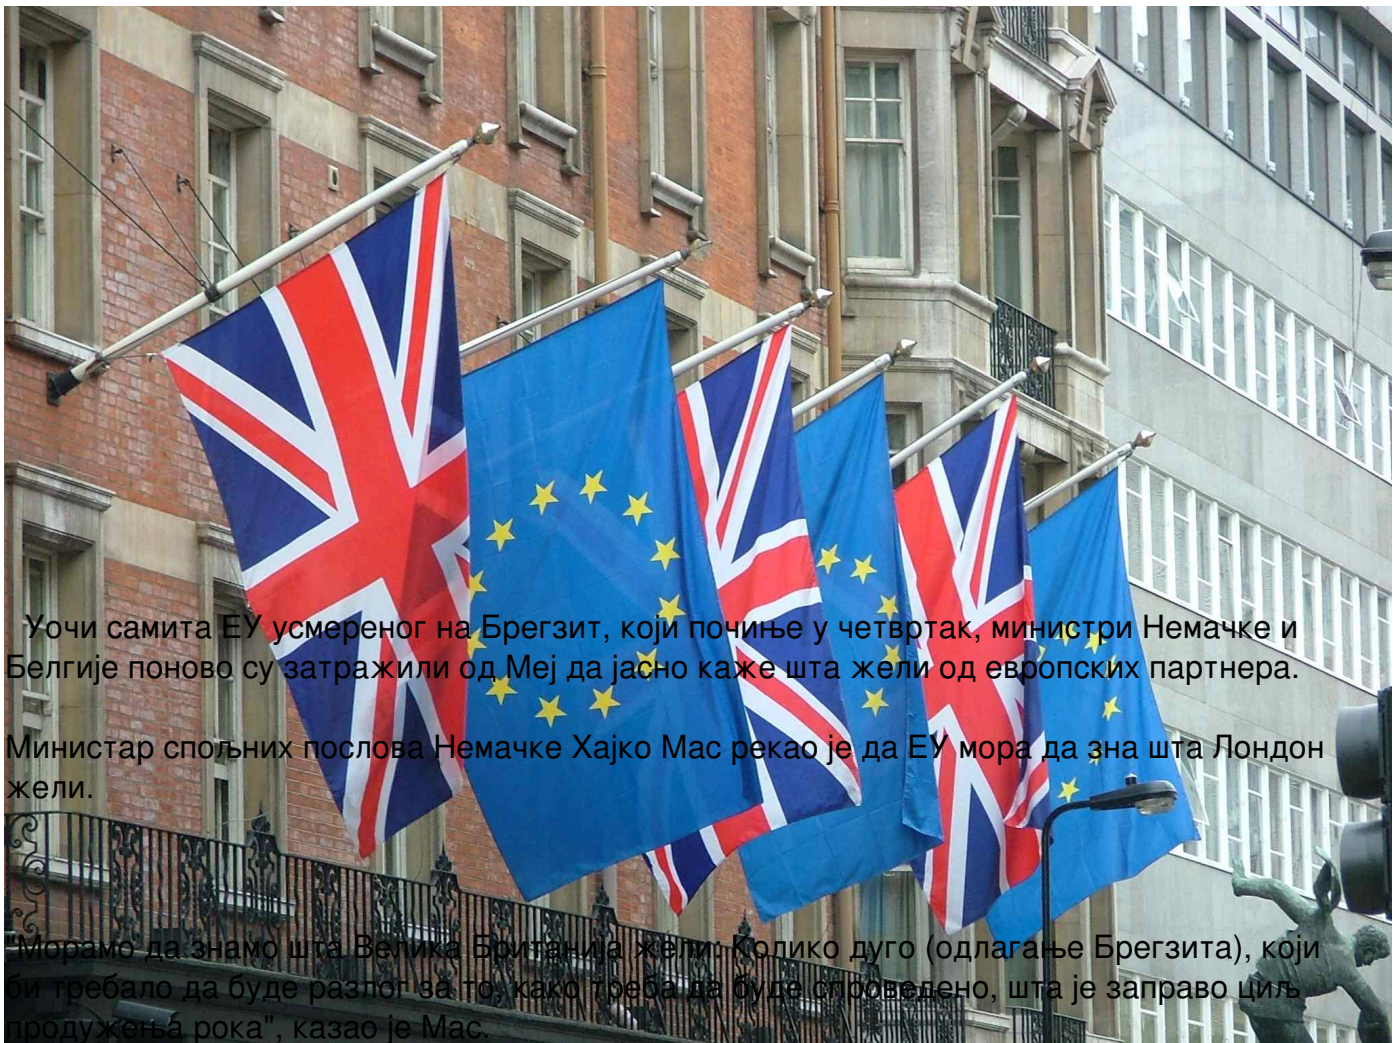 Уочи самита ЕУ усмереног на Брегзит, који почиње у четвртак, министри Немачке и
Белгије поново су затражили од Меј да јасно каже шта жели од европских партнера.
Министар спољних послова Немачке Хајко Мас рекао је да ЕУ мора да зна шта Лондон
жели.
"Морамо да знамо шта Велика Британија жели: Колико дуго (одлагање Брегзита), који
би требало да буде разлог за то, како треба да буде спроведено, шта је заправо циљ
продужења рока", казао је Мас.